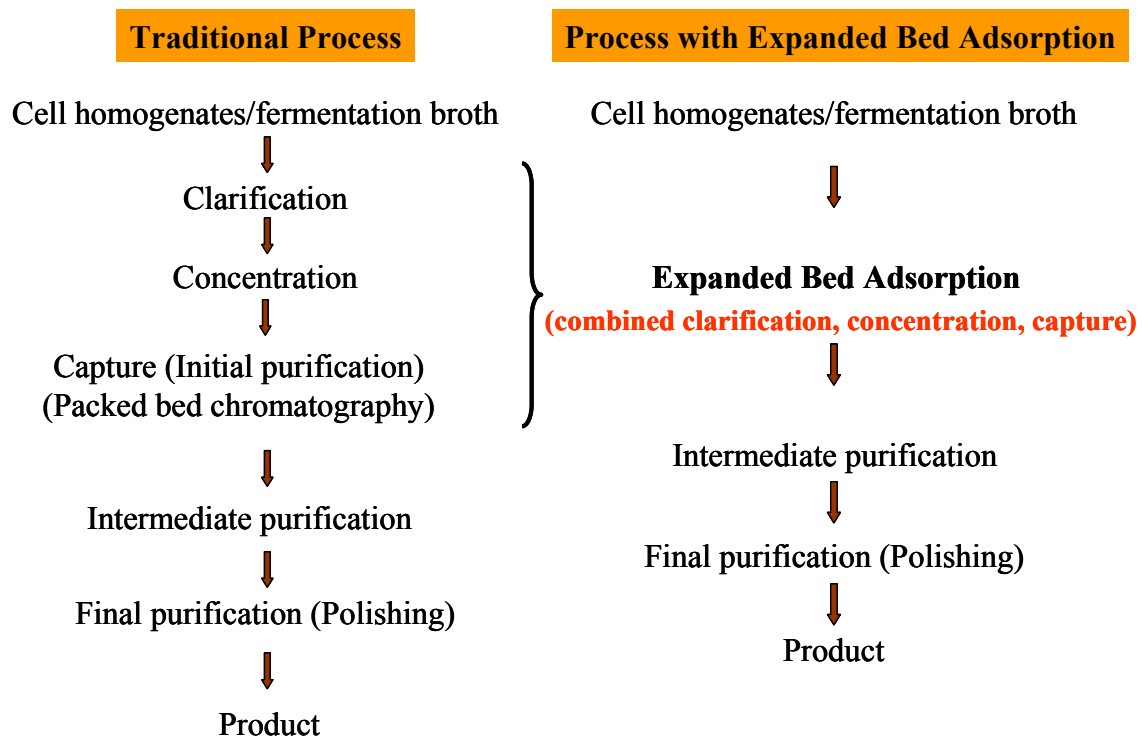 Traditional Process
Cell homogenates/fermentation broth
Clarification
Concentration
Capture (Initial purification)
(Packed bed chromatography)
Intermediate purification
Final purification (Polishing)
Product
Process with Expanded Bed Adsorption
Cell homogenates/fermentation broth
Expanded Bed Adsorption
(combined clarification, concentration, capture)
Intermediate purification
Final purification (Polishing)
Product